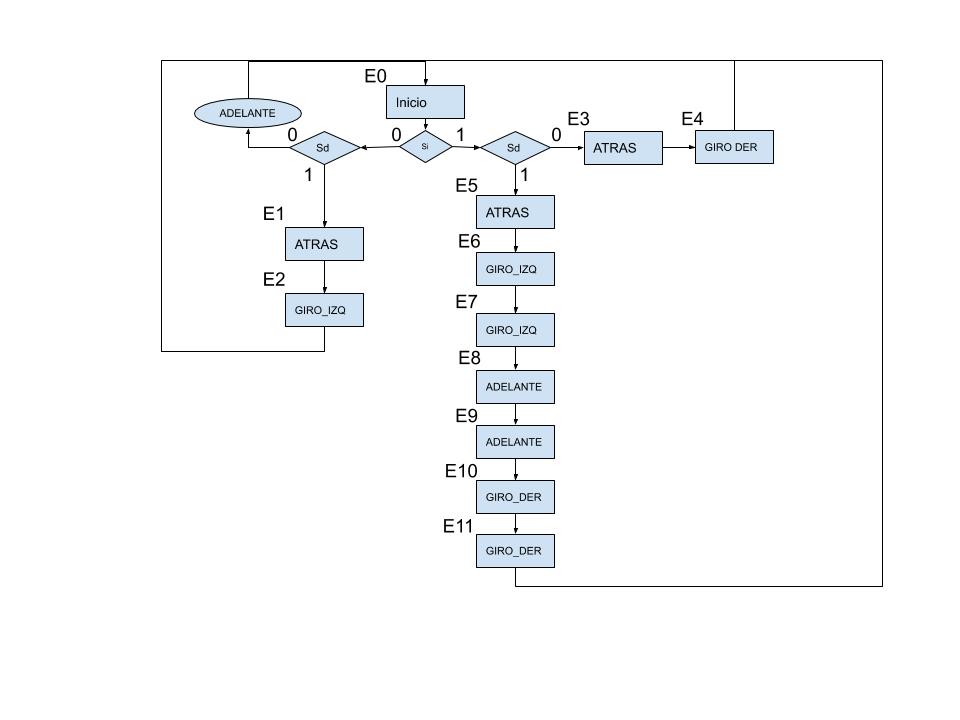 E0
Inicio
ADELANTE
0
Sd
0
Si
1
Sd
0
E3
ATRAS
E4
GIRO DER
1
1
E1
ATRAS
E2
GIRO_IZQ
E5
ATRAS
E6
GIRO_IZQ
E7
GIRO_IZQ
E8
ADELANTE
E9
ADELANTE
E10
GIRO_DER
E11
GIRO_DER